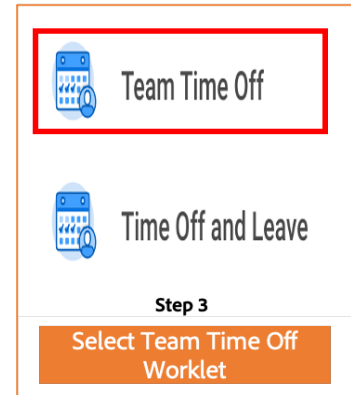 Team Time Off
Time Off and Leave
Step 3
Select Team Time Off
Worklet